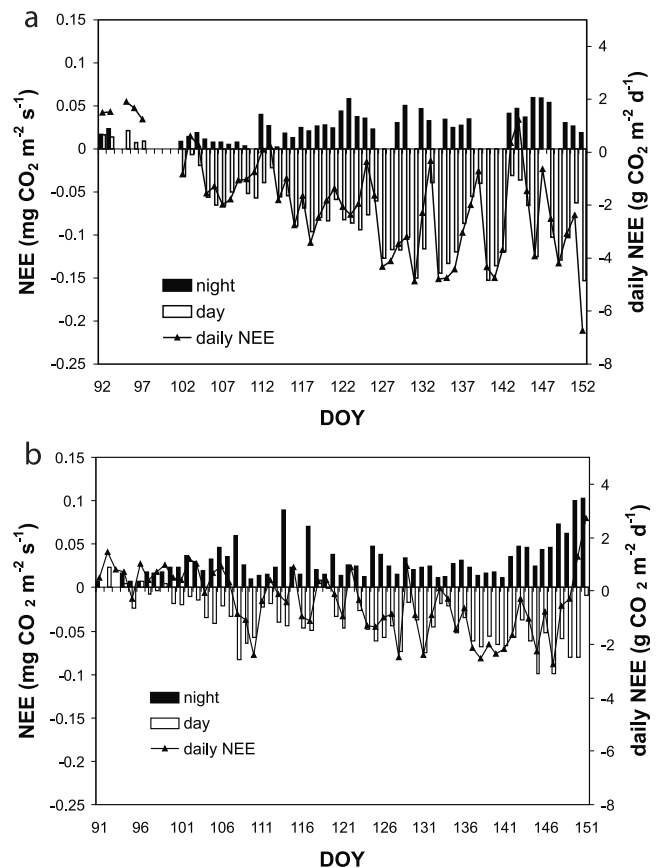 a
0.15
0.1
0.05
0
-0.05
-0.1
-0.15
-0.2
-0.25
NEE (mg CO2 m-2 s-1)
4
2
0
-2
-4
-6
-8
daily NEE (g CO2 m-2 d-1)
night
day
daily NEE
92 97 102 107 112 117 122 127 132 137 142 147 152
DOY
b
0.15
0.1
0.05
0
-0.05
-0.1
-0.15
-0.2
-0.25
NEE (mg CO2 m-2 s-1)
4
2
0
-2
-4
-6
-8
daily NEE (g CO2 m-2 d-1)
night
day
daily NEE
91 96 101 106 111 116 121 126 131 136 141 146 151
DOY